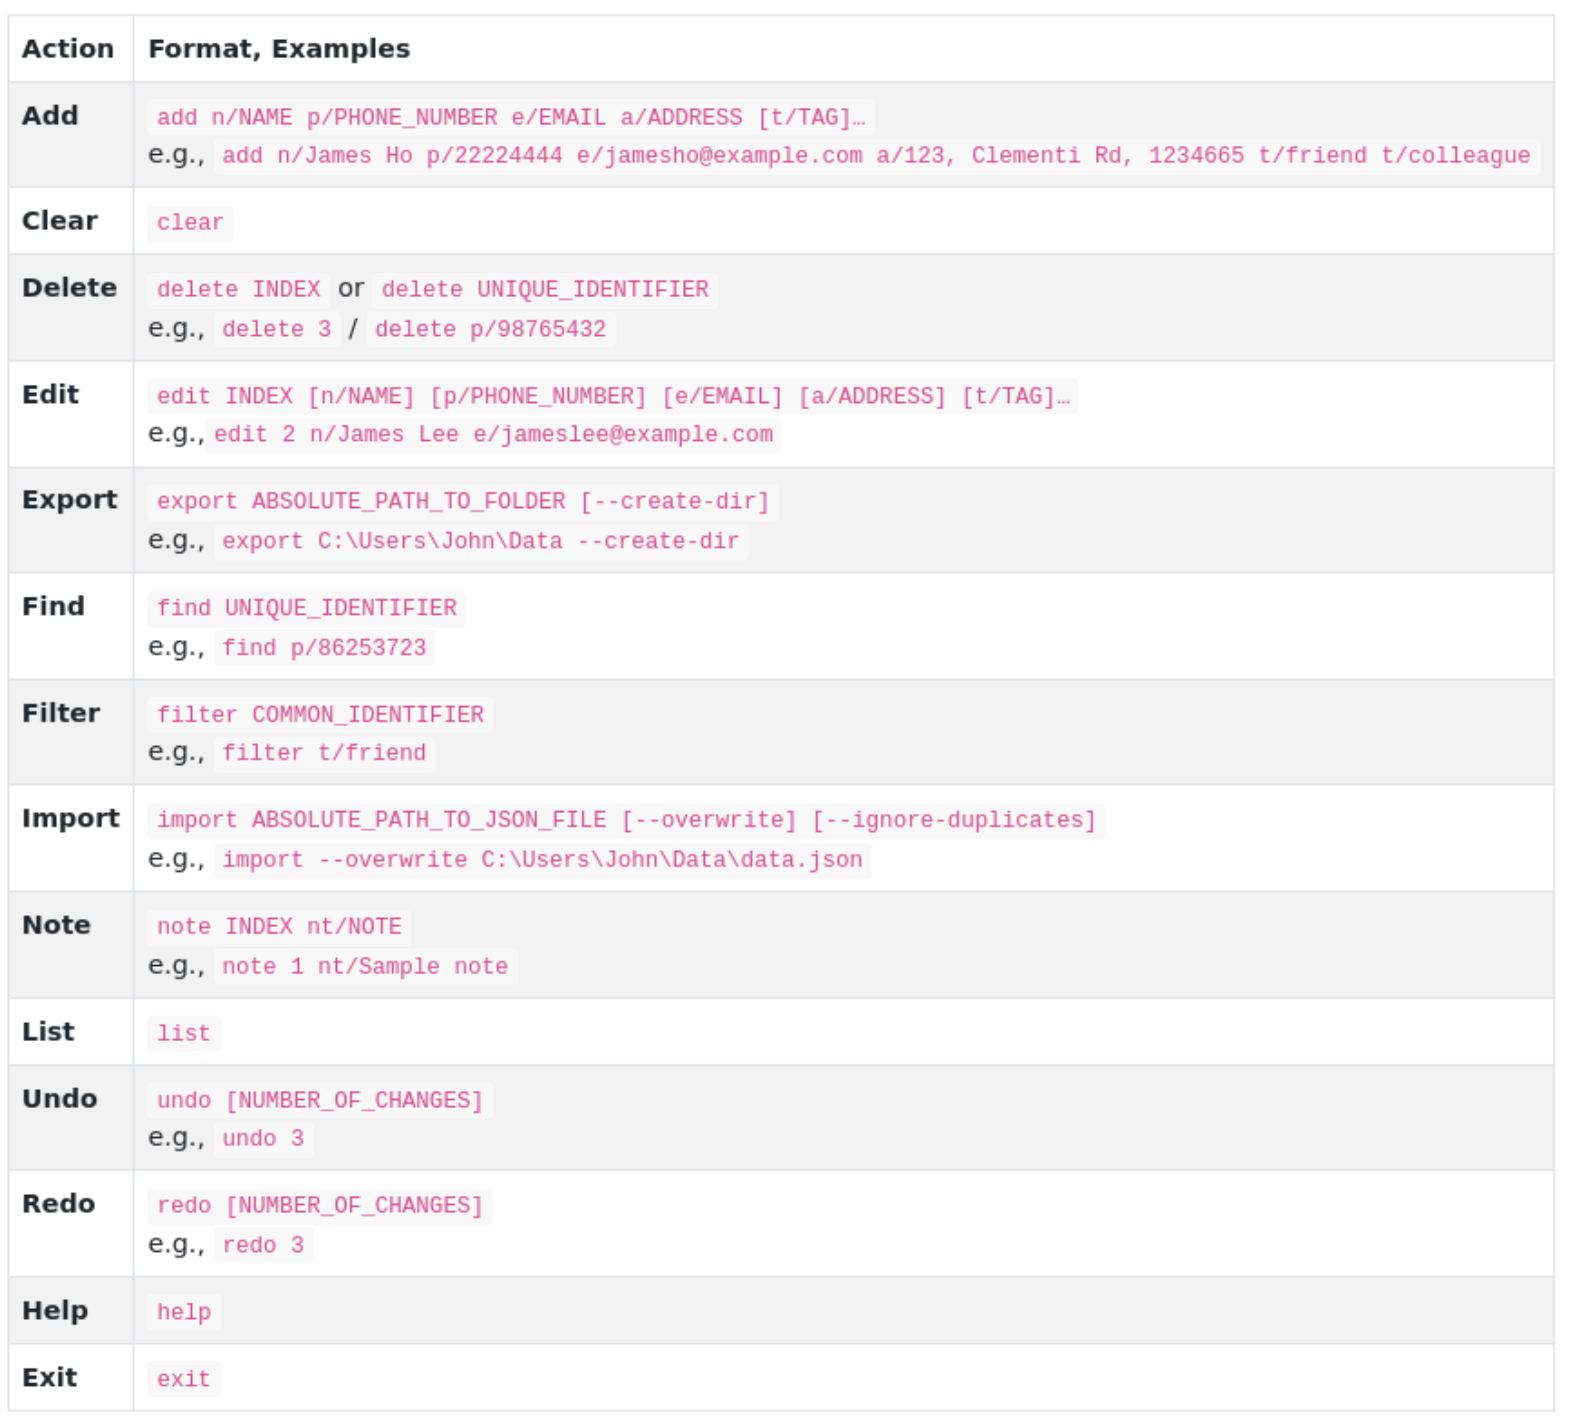 Action Format, Examples
Add add n/NAME p/PHONE_NUMBER e/EMAIL a/ADDRESS [t/TAG]…
e.g., add n/James Ho p/22224444 e/jamesho@example.com a/123, Clementi Rd, 1234665 t/friend t/colleague
Clear clear
Delete delete INDEX or delete UNIQUE_IDENTIFIER
e.g., delete 3 / delete p/98765432
Edit edit INDEX [n/NAME] [p/PHONE_NUMBER] [e/EMAIL] [a/ADDRESS] [t/TAG]…
e.g., edit 2 n/James Lee e/jameslee@example.com
Export export ABSOLUTE_PATH_TO_FOLDER [--create-dir]
e.g., export C:\Users\John\Data --create-dir
Find find UNIQUE_IDENTIFIER
e.g., find p/86253723
Filter filter COMMON_IDENTIFIER
e.g., filter t/friend
Import import ABSOLUTE_PATH_TO_JSON_FILE [--overwrite] [--ignore-duplicates]
e.g., import --overwrite C:\Users\John\Data\data.json
Note note INDEX nt/NOTE
e.g., note 1 nt/Sample note
List list
Undo undo [NUMBER_OF_CHANGES]
e.g., undo 3
Redo redo [NUMBER_OF_CHANGES]
e.g., redo 3
Help help
Exit exit